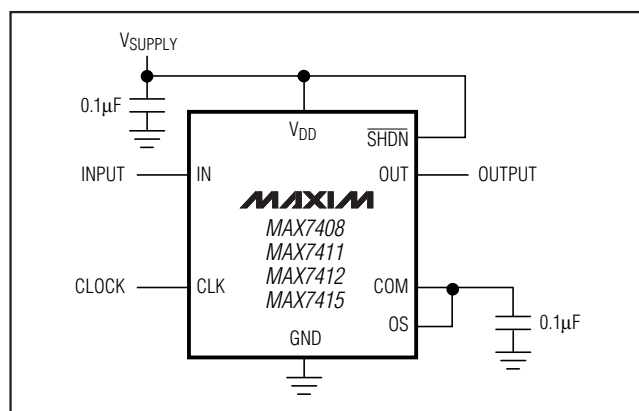 VSUPPLY
0.1µF
VDD
SHDN
INPUT
IN
OUT
OUTPUT
MAXIM
MAX7408
MAX7411
MAX7412
MAX7415
CLOCK
CLK
COM
OS
0.1µF
GND